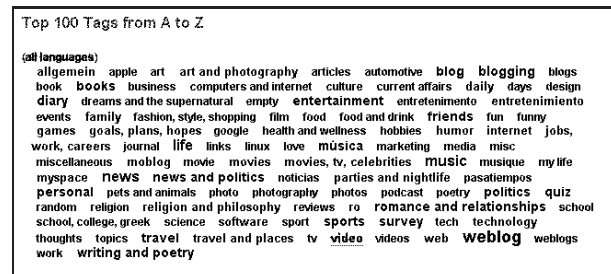 Top 100 Tags from A to Z
(all languages)
allgemein apple art art and photography articles automotive blog blogging blogs
book books business computers and internet culture current affairs daily days design
diary dreams and the supernatural empty entertainment entretenimento entretenimiento
events family fashion, style, shopping film food food and drink friends fun funny
games goals, plans, hopes google health and wellness hobbies humor internet jobs,
work, careers journal life links linux love música marketing media misc
miscellaneous moblog movie movies movies, tv, celebrities music musique my life
myspace news news and politics noticias parties and nightlife pasatiempos
personal pets and animals photo photography photos podcast poetry politics quiz
random religion religion and philosophy reviews ro romance and relationships school
school, college, greek science software sport sports survey tech technology
thoughts topics travel travel and places tv video videos web weblog weblogs
work writing and poetry